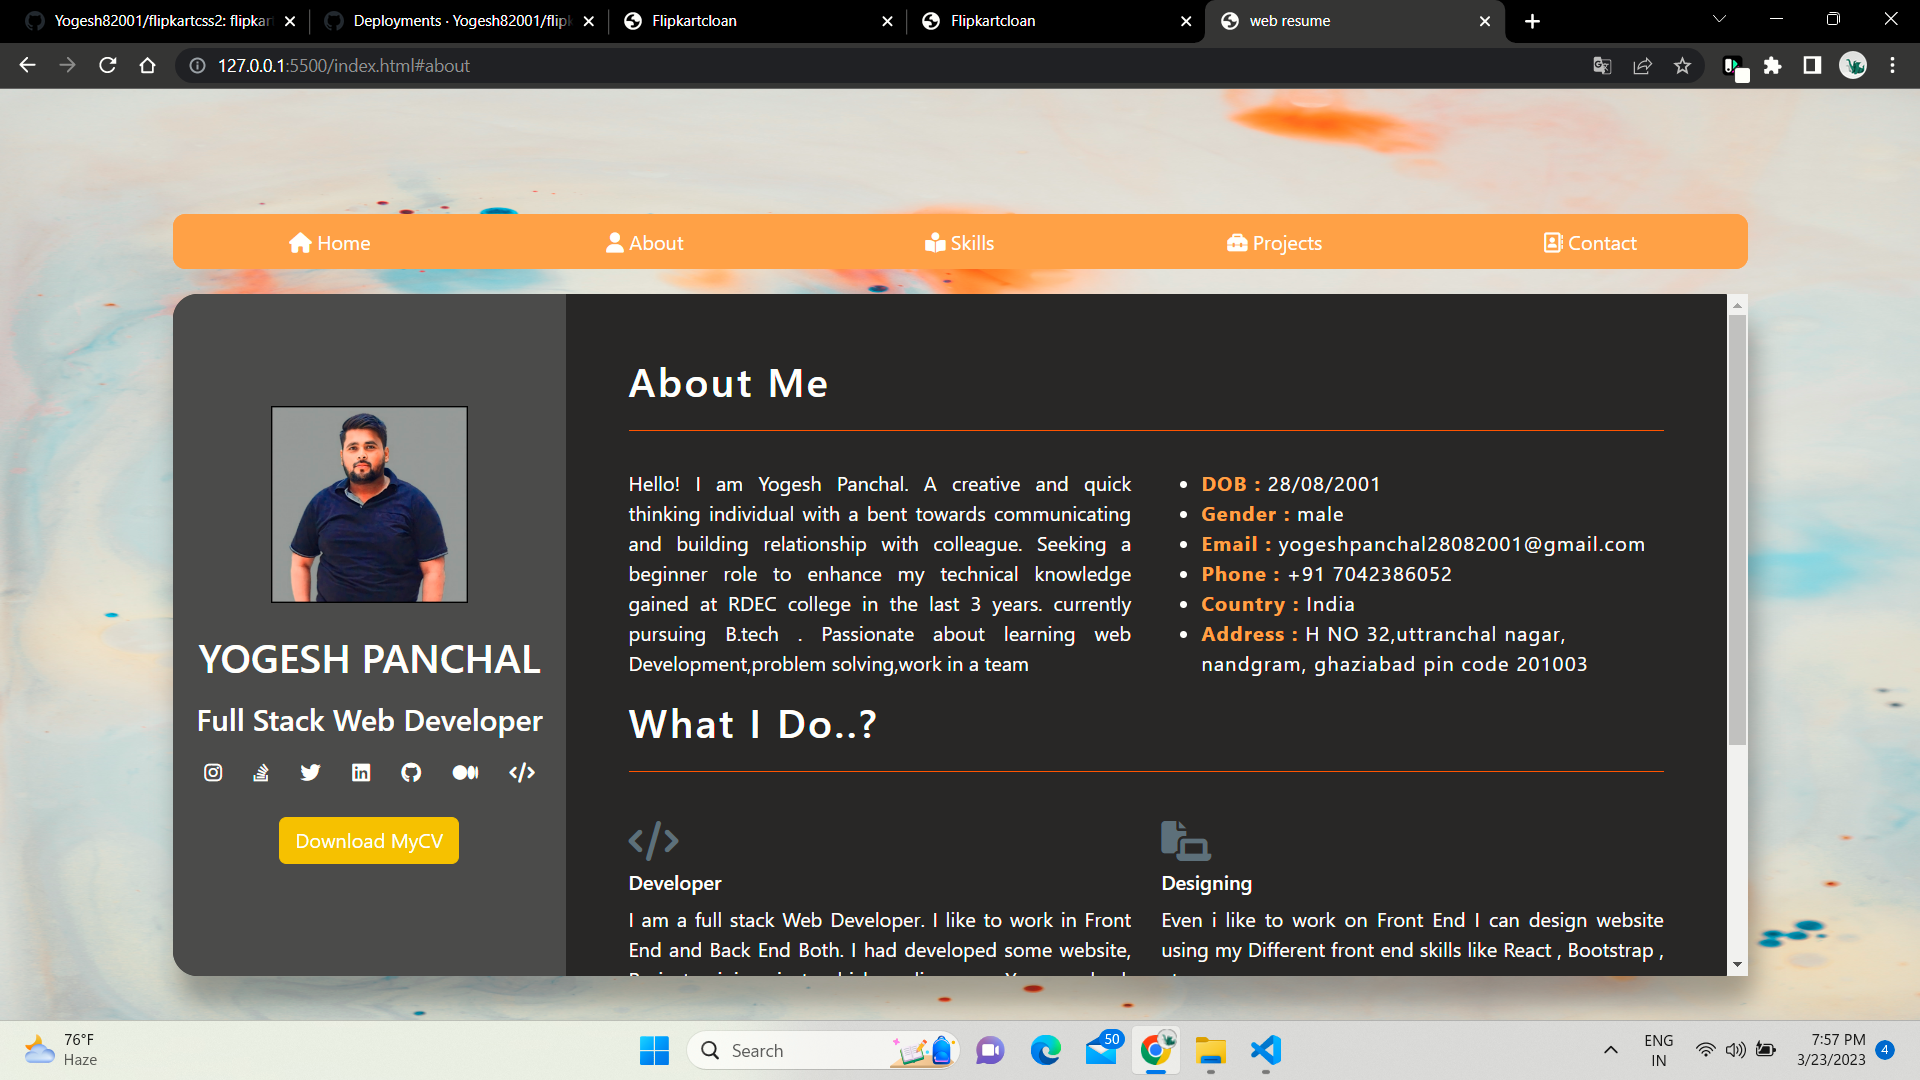 Yogesh82001/flipkartcss2: flipkar
Deployments · Yogesh82001/flipk
Flipkartcloan
Flipkartcloan
web resume
127.0.0.1:5500/index.html#about
Home
About
Skills
Projects
Contact
YOGESH PANCHAL
Full Stack Web Developer
Download MyCV
About Me
Hello! I am Yogesh Panchal. A creative and quick
thinking individual with a bent towards communicating
and building relationship with colleague. Seeking a
beginner role to enhance my technical knowledge
gained at RDEC college in the last 3 years. currently
pursuing B.tech . Passionate about learning web
Development,problem solving,work in a team
DOB : 28/08/2001
Gender : male
Email : yogeshpanchal28082001@gmail.com
Phone : +91 7042386052
Country : India
Address : H NO 32,uttranchal nagar,
nandgram, ghaziabad pin code 201003
What I Do..?
Developer
I am a full stack Web Developer. I like to work in Front
End and Back End Both. I had developed some website,
Designing
Even i like to work on Front End I can design website
using my Different front end skills like React , Bootstrap ,
76°F
Haze
Search
50
ENG
IN
7:57 PM
3/23/2023
4